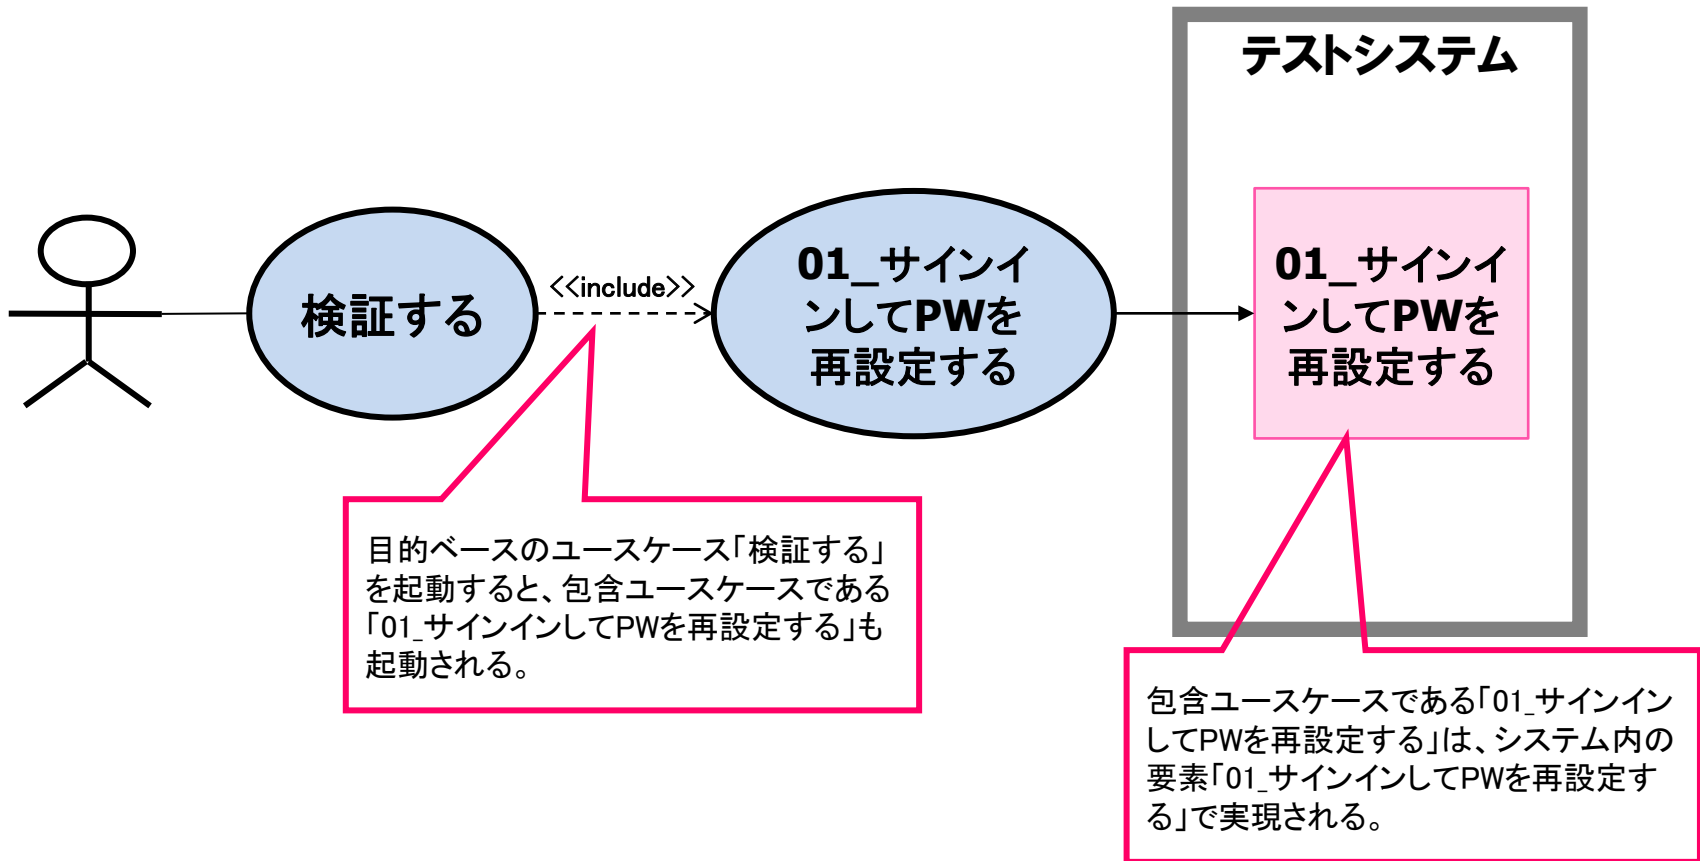 テストシステム
検証する
<<include>>
01_サインイ
ンしてPWを
再設定する
01_サインイ
ンしてPWを
再設定する
目的ベースのユースケース「検証する」
を起動すると、包含ユースケースである
「01_サインインしてPWを再設定する」も
起動される。
包含ユースケースである「01_サインイン
してPWを再設定する」は、システム内の
要素「01_サインインしてPWを再設定す
る」で実現される。